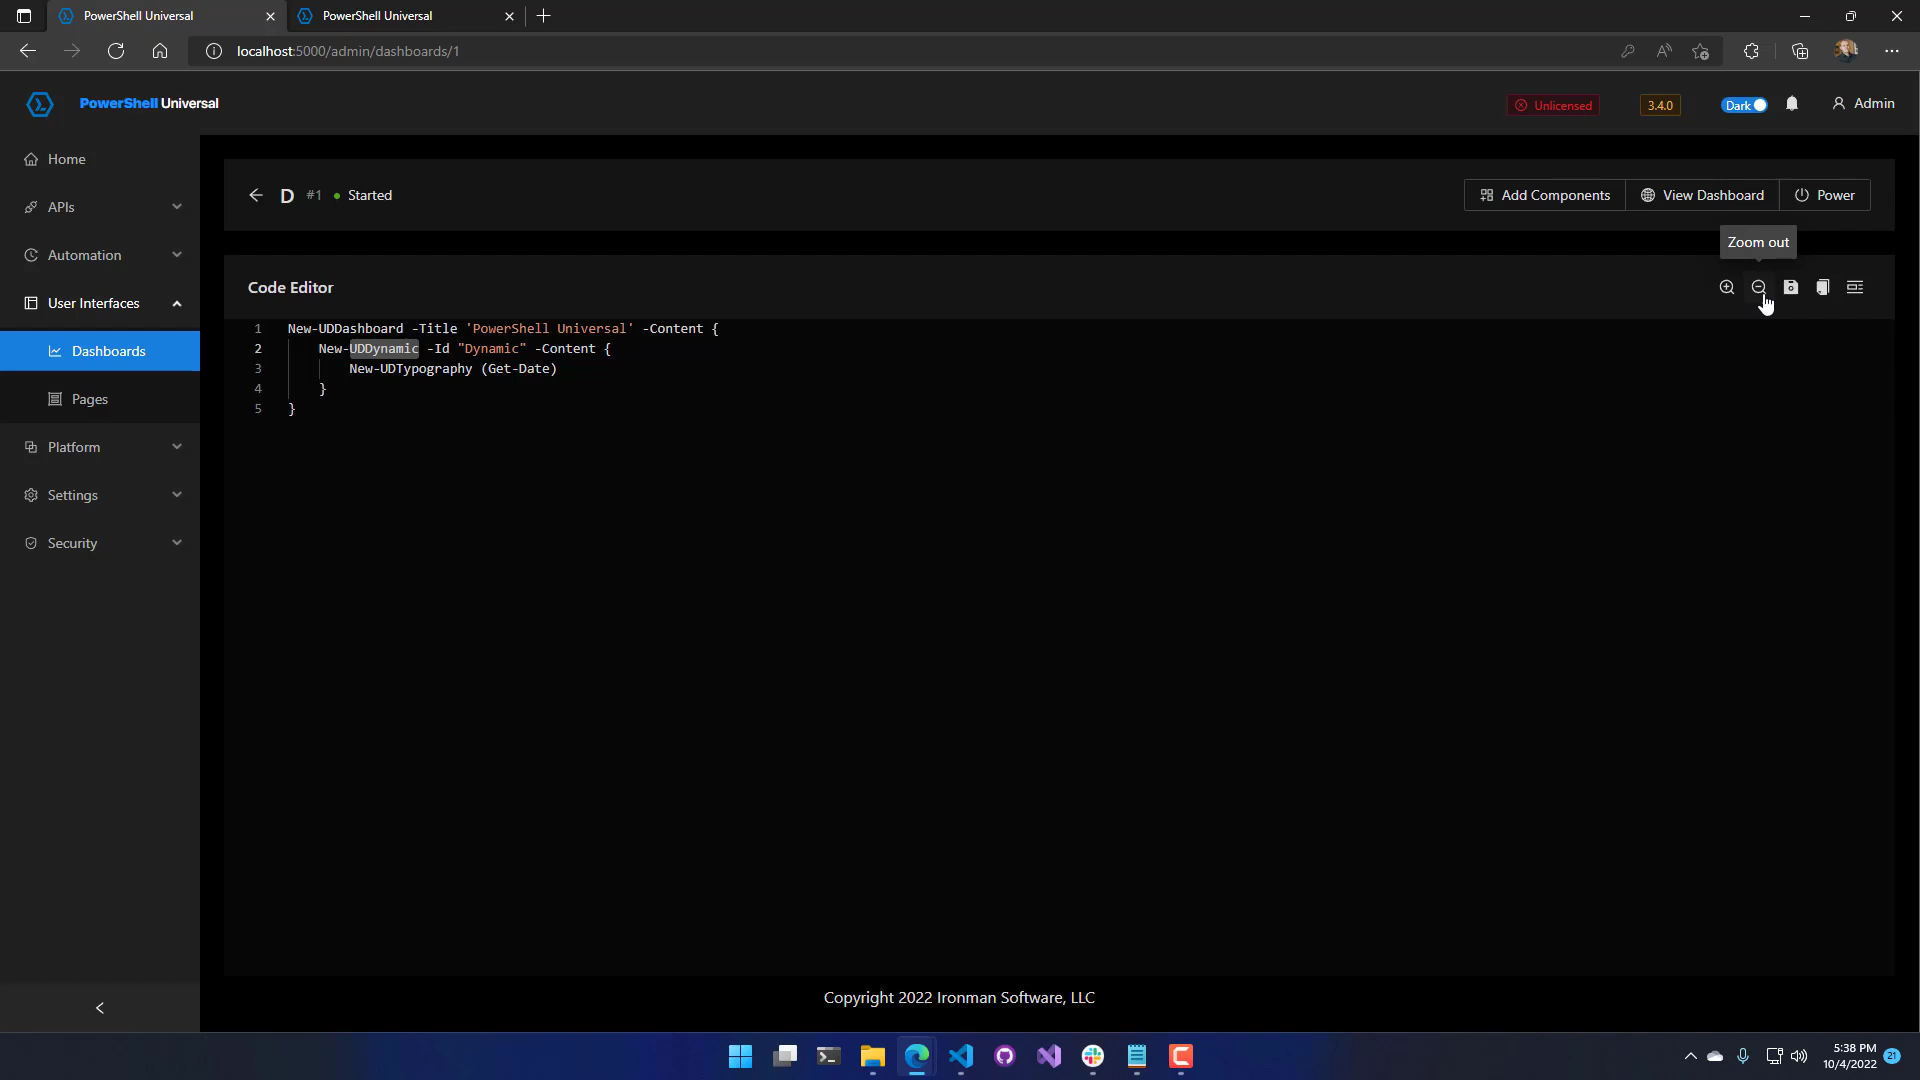 PowerShell Universal
PowerShell Universal
localhost:5000/admin/dashboards/1
PowerShell Universal
Unlicensed
3.4.0
Dark
Admin
Home
APIs
Automation
User Interfaces
Dashboards
Pages
Platform
Settings
Security
D #1 Started
Add Components
View Dashboard
Power
Zoom out
Code Editor
1 New-UDDashboard -Title 'PowerShell Universal' -Content {
2 New-UDDynamic -Id "Dynamic" -Content {
3 New-UDTypography (Get-Date)
4 }
5 }
Copyright 2022 Ironman Software, LLC
5:38 PM
10/4/2022
21